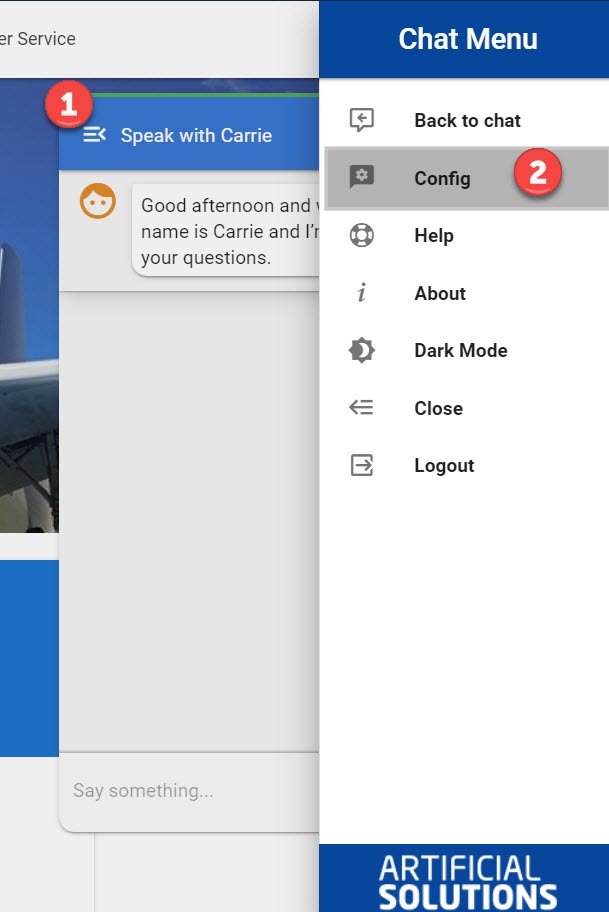 er Service
1
Speak with Carrie
Good afternoon and
name is Carrie and I'
your questions.
Say something...
Chat Menu
Back to chat
Config
2
Help
About
Dark Mode
Close
Logout
ARTIFICIAL
SOLUTIONS